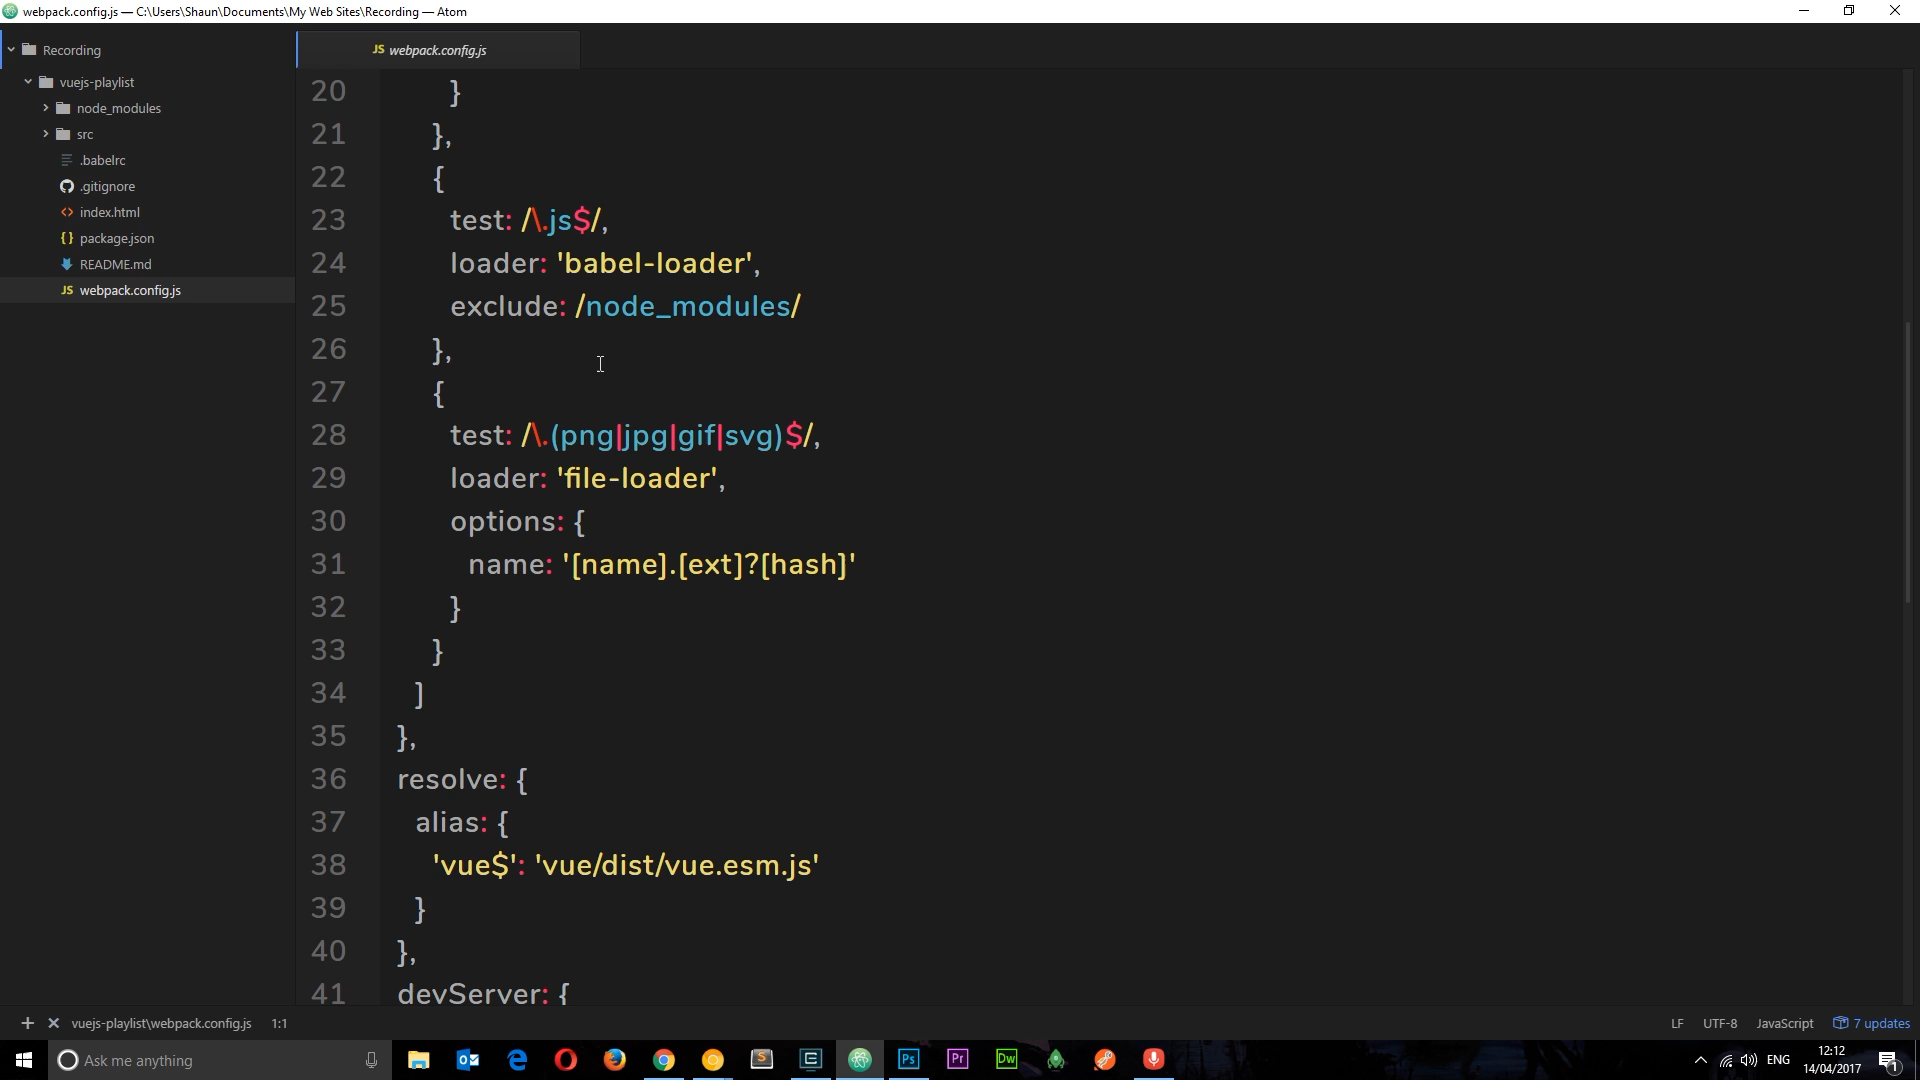 webpack.config.js — C:\Users\Shaun\Documents\My Web Sites\Recording — Atom
Recording
vuejs-playlist
node_modules
src
.babelrc
.gitignore
index.html
package.json
README.md
JS webpack.config.js
JS webpack.config.js
20 }
21 },
22 {
23 test: /\.js$/,
24 loader: 'babel-loader',
25 exclude: /node_modules/
26 },
27 {
28 test: /\.(png|jpg|gif|svg)$/,
29 loader: 'file-loader',
30 options: {
31 name: '[name].[ext]?[hash]'
32 }
33 }
34 ]
35 },
36 resolve: {
37 alias: {
38 'vue$': 'vue/dist/vue.esm.js'
39 }
40 },
41 devServer: {
vuejs-playlist\webpack.config.js 1:1 LF UTF-8 JavaScript 7 updates
Ask me anything Ps Pr Dw ENG 12:12
14/04/2017 1